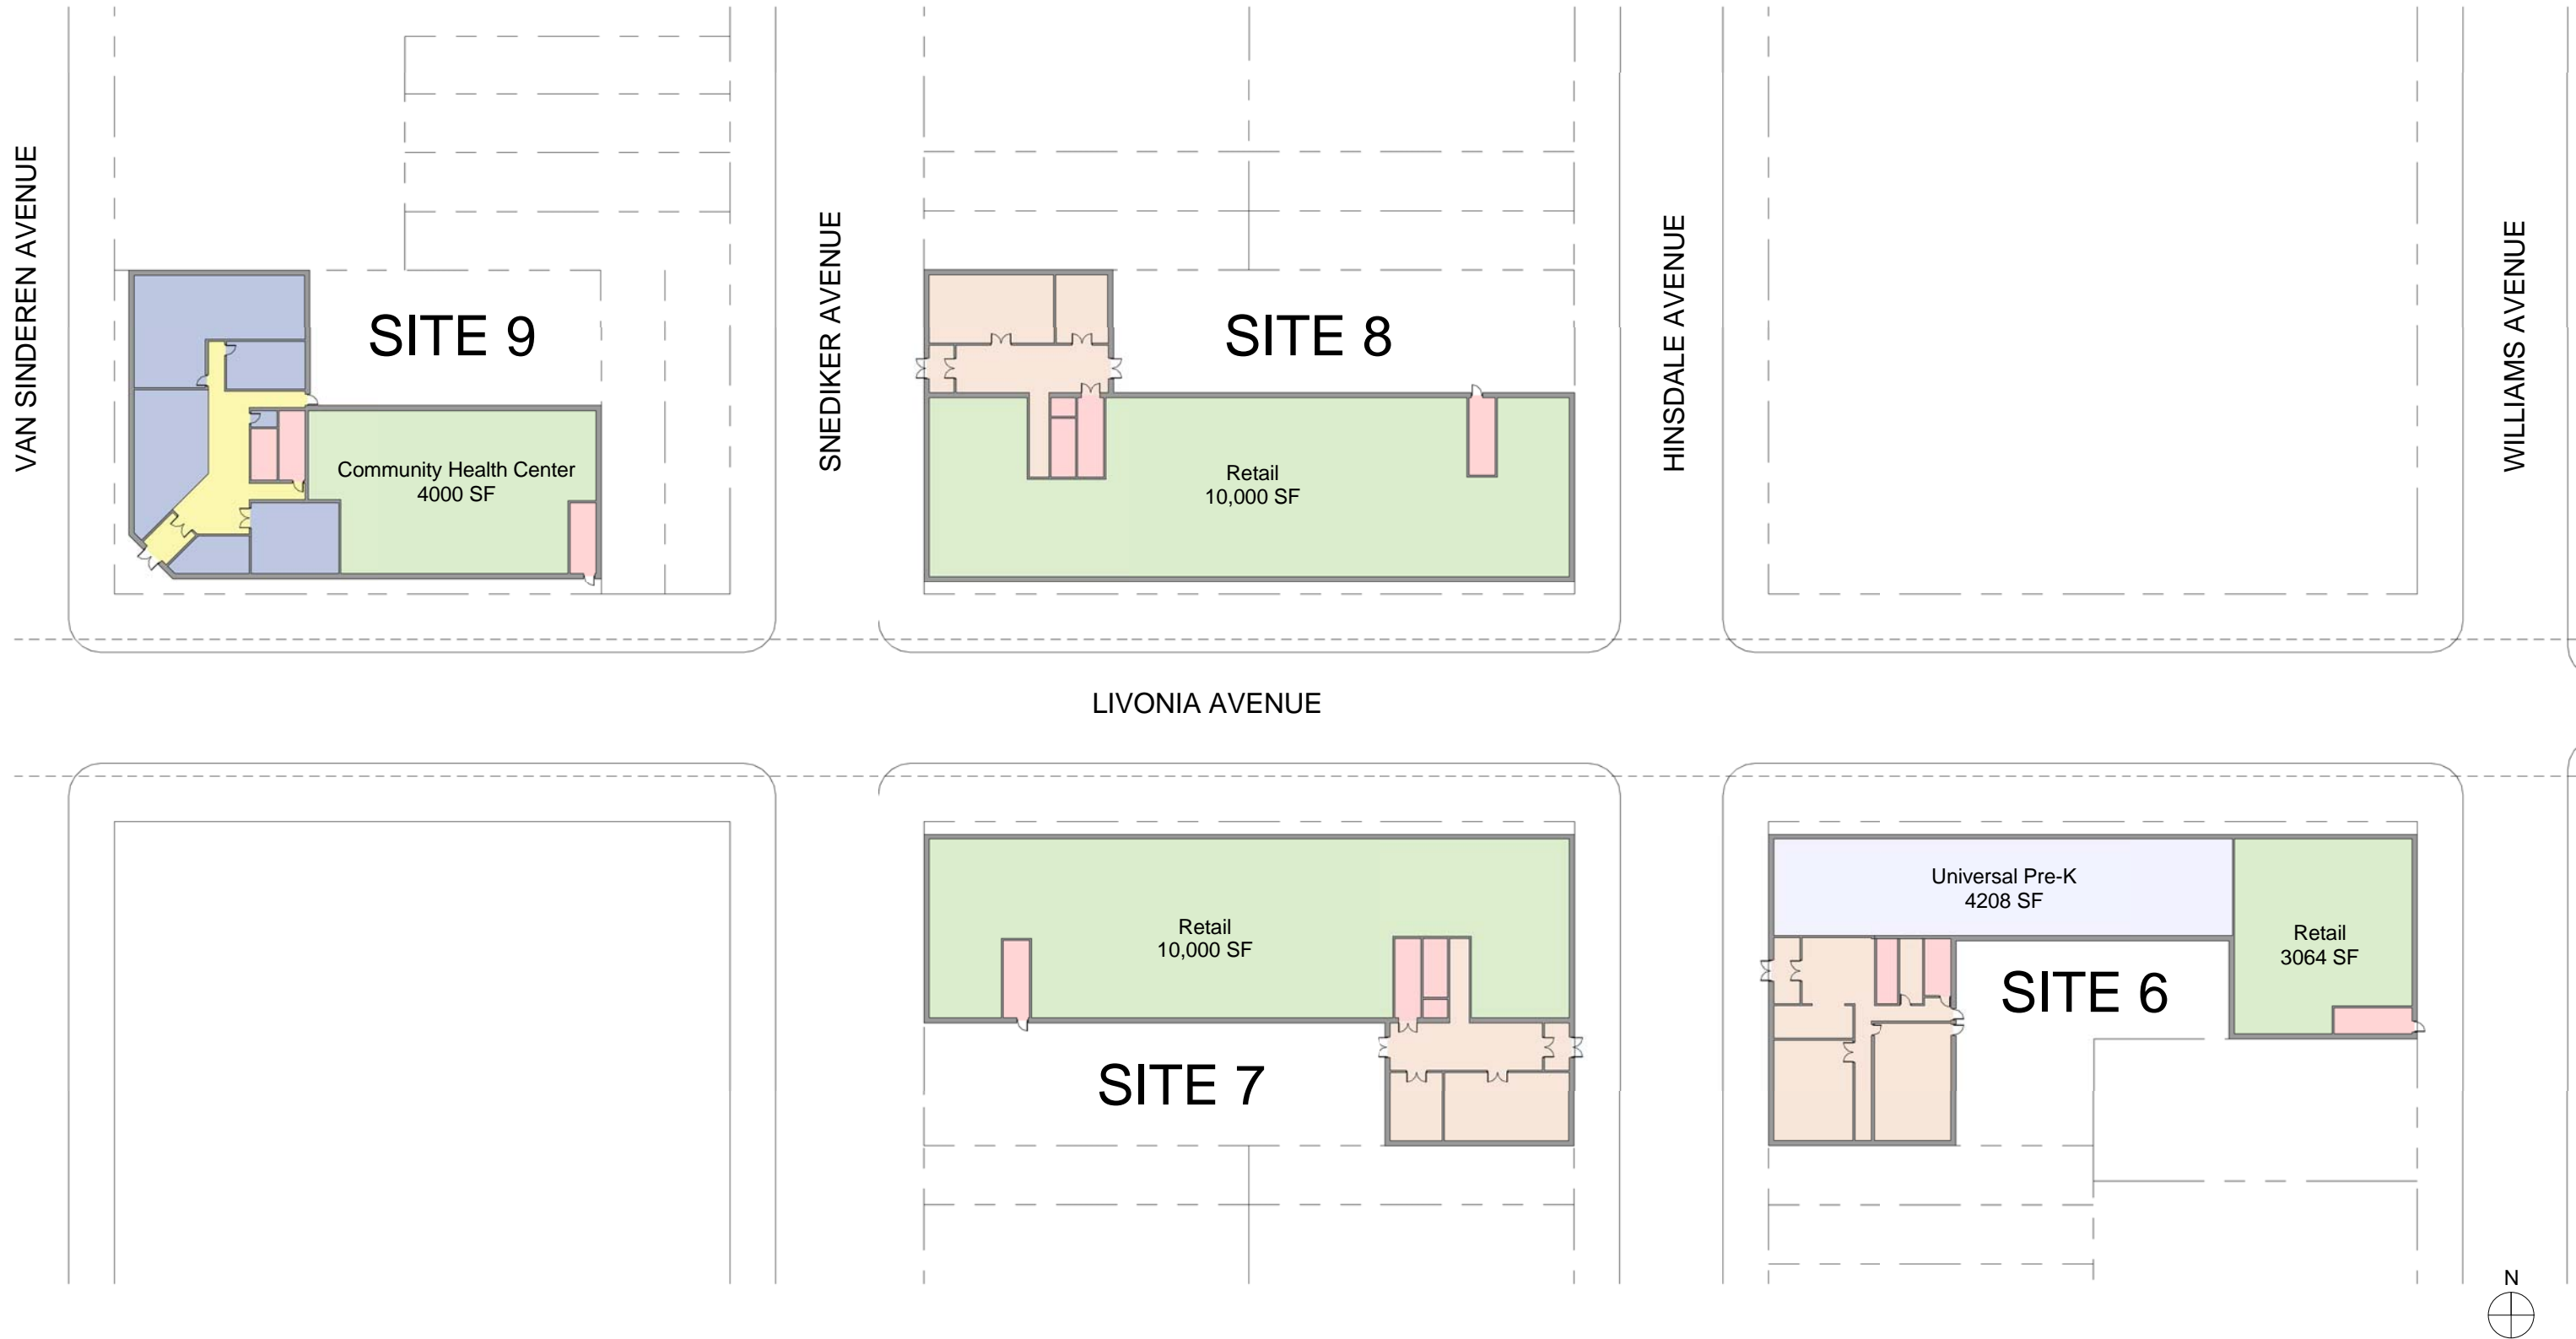 VAN SINDEREN AVENUE
SITE 9
Community Health Center
4000 SF
SNEDIKER AVENUE
SITE 8
Retail
10,000 SF
HINSDALE AVENUE
WILLIAMS AVENUE
LIVONIA AVENUE
Retail
10,000 SF
SITE 7
Universal Pre-K
4208 SF
Retail
3064 SF
SITE 6
N